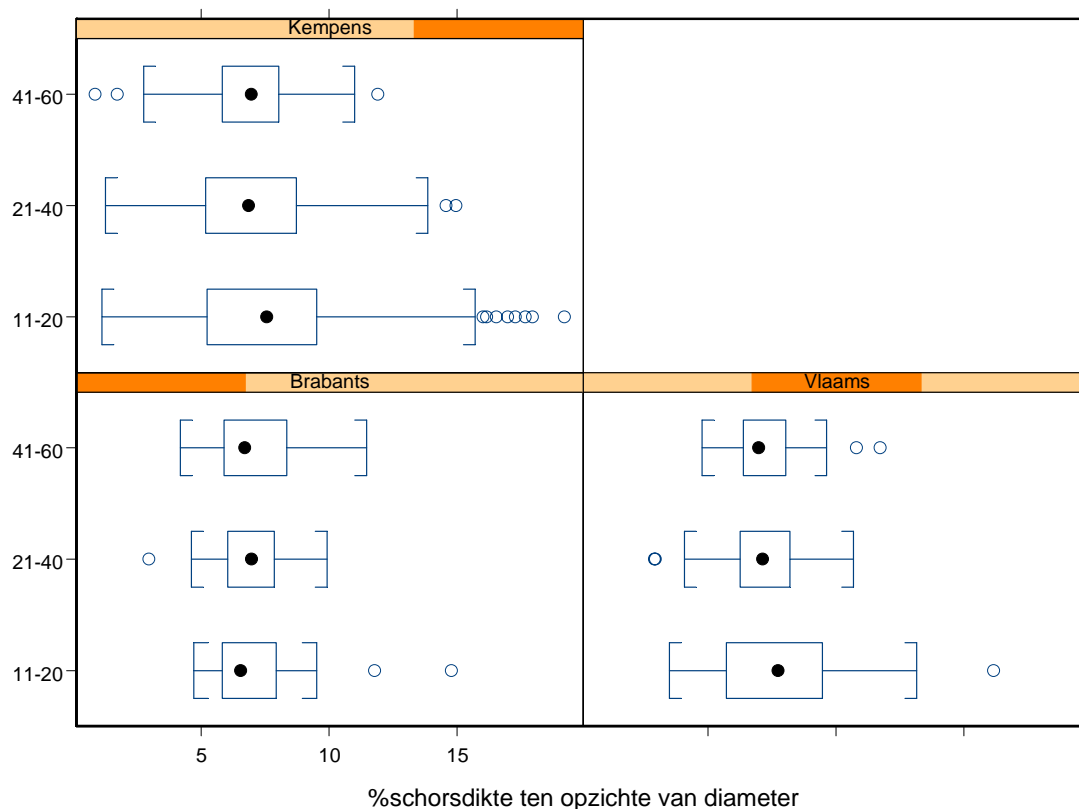 Kempens
41-60
21-40
11-20
Brabants
Vlaams
41-60
21-40
11-20
5 10 15
%schorsdikte ten opzichte van diameter